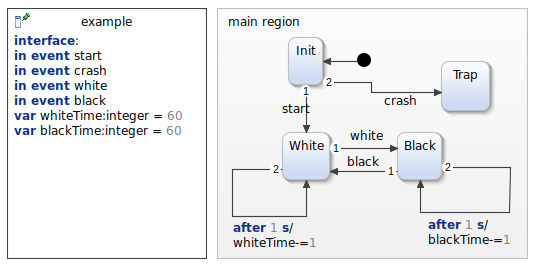 example
interface:
in event start
in event crash
in event white
in event black
var whiteTime:integer = 60
var blackTime:integer = 60
main region
Init
Trap
1
2
start
crash
White
Black
white
1
black
1
2
2
after 1 s/
whiteTime-=1
after 1 s/
blackTime-=1